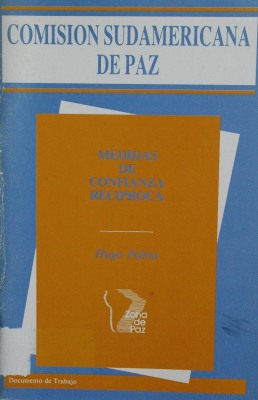 COMISION SUDAMERICANA
DE PAZ
MEDIDAS
DE
CONFIANZA
RECIPROCA
Hugo Palma
Zona
de
Paz
Documento de Trabajo